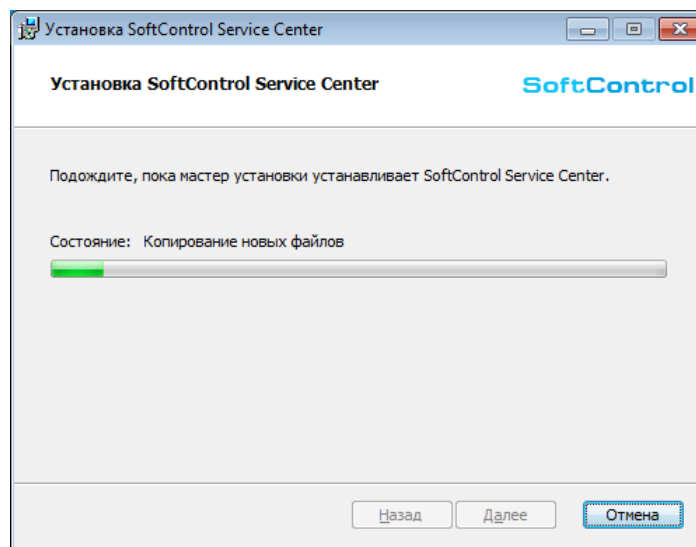 Установка SoftControl Service Center
Установка SoftControl Service Center
SoftControl
Подождите, пока мастер установки устанавливает SoftControl Service Center.
Состояние: Копирование новых файлов
Назад
Далее
Отмена